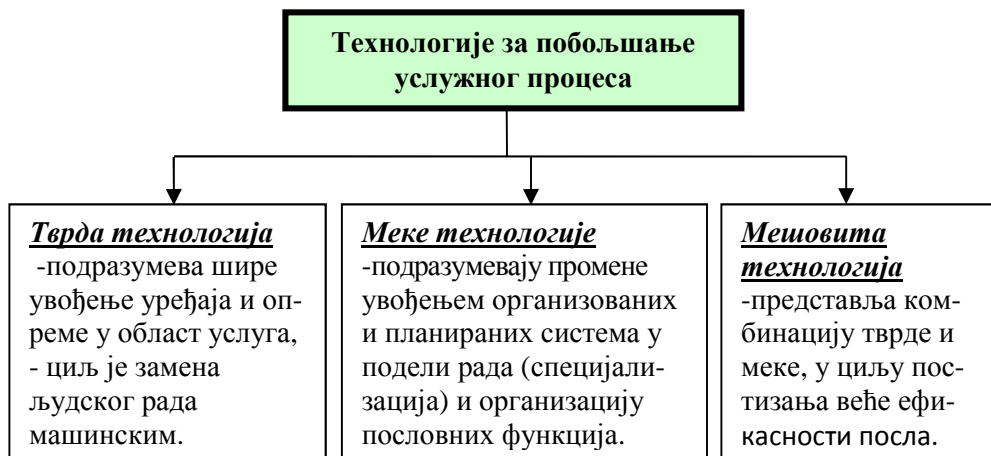 Технологије за побољшање
услужног процеса
Тврда технологија
-подразумева шире
увођење уређаја и оп-
реме у област услуга,
- циљ је замена
људског рада
машинским.
Меке технологије
-подразумевају промене
увођењем организованих
и планираних система у
подели рада (специјали-
зација) и организацију
пословних функција.
Мешовита
технологија
-представља ком-
бинацију тврде и
меке, у циљу пос-
тизања веће ефи-
касности посла.